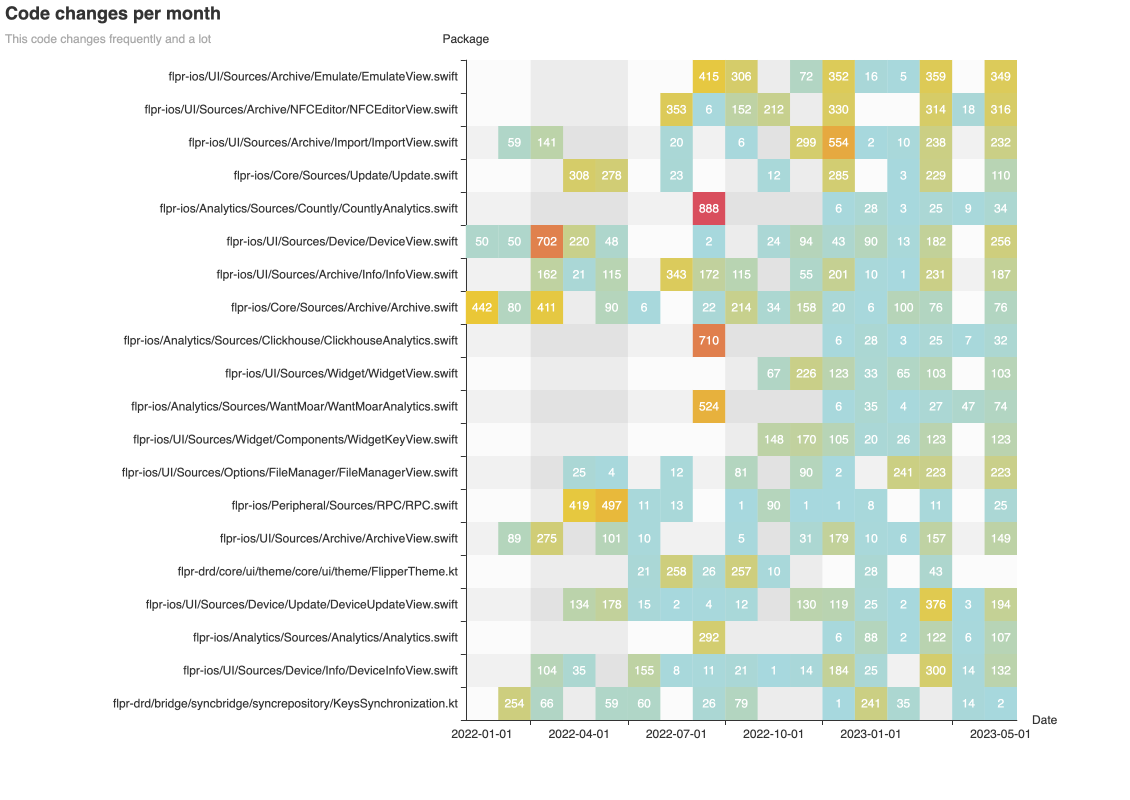 Code changes per month
This code changes frequently and a lot
Package
flpr-ios/UI/Sources/Archive/Emulate/EmulateView.swift 415 306 72 352 16 5 359 349
flpr-ios/UI/Sources/Archive/NFCEditor/NFCEditorView.swift 353 6 152 212 330 314 18 316
flpr-ios/UI/Sources/Archive/Import/ImportView.swift 59 141 20 6 299 554 2 10 238 232
flpr-ios/Core/Sources/Update/Update.swift 308 278 23 12 285 3 229 110
flpr-ios/Analytics/Sources/Countly/CountlyAnalytics.swift 888 6 28 3 25 9 34
flpr-ios/UI/Sources/Device/DeviceView.swift 50 50 702 220 48 2 24 94 43 90 13 182 256
flpr-ios/UI/Sources/Archive/Info/InfoView.swift 162 21 115 343 172 115 55 201 10 1 231 187
flpr-ios/Core/Sources/Archive/Archive.swift 442 80 411 90 6 22 214 34 158 20 6 100 76 76
flpr-ios/Analytics/Sources/Clickhouse/ClickhouseAnalytics.swift 710 6 28 3 25 7 32
flpr-ios/UI/Sources/Widget/WidgetView.swift 67 226 123 33 65 103 103
flpr-ios/Analytics/Sources/WantMoar/WantMoarAnalytics.swift 524 6 35 4 27 47 74
flpr-ios/UI/Sources/Widget/Components/WidgetKeyView.swift 148 170 105 20 26 123 123
flpr-ios/UI/Sources/Options/FileManager/FileManagerView.swift 25 4 12 81 90 2 241 223 223
flpr-ios/Peripheral/Sources/RPC/RPC.swift 419 497 11 13 1 90 1 1 8 11 25
flpr-ios/UI/Sources/Archive/ArchiveView.swift 89 275 101 10 5 31 179 10 6 157 149
flpr-drd/core/ui/theme/core/ui/theme/FlipperTheme.kt 21 258 26 257 10 28 43
flpr-ios/UI/Sources/Device/Update/DeviceUpdateView.swift 134 178 15 2 4 12 130 119 25 2 376 3 194
flpr-ios/Analytics/Sources/Analytics/Analytics.swift 292 6 88 2 122 6 107
flpr-ios/UI/Sources/Device/Info/DeviceInfoView.swift 104 35 155 8 11 21 1 14 184 25 300 14 132
flpr-drd/bridge/syncbridge/syncrepository/KeysSynchronization.kt 254 66 59 60 26 79 1 241 35 14 2
Date
2022-01-01 2022-04-01 2022-07-01 2022-10-01 2023-01-01 2023-05-01